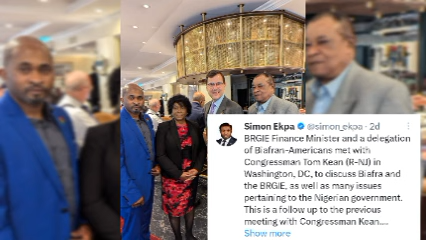 Simon Ekpa @simon_ekpa · 2d
BRGIE Finance Minister and a delegation
of Biafran-Americans met with
Congressman Tom Kean (R-NJ) in
Washington, DC, to discuss Biafra and
the BRGIE, as well as many issues
pertaining to the Nigerian government.
This is a follow up to the previous
meeting with Congressman Kean....
Show more